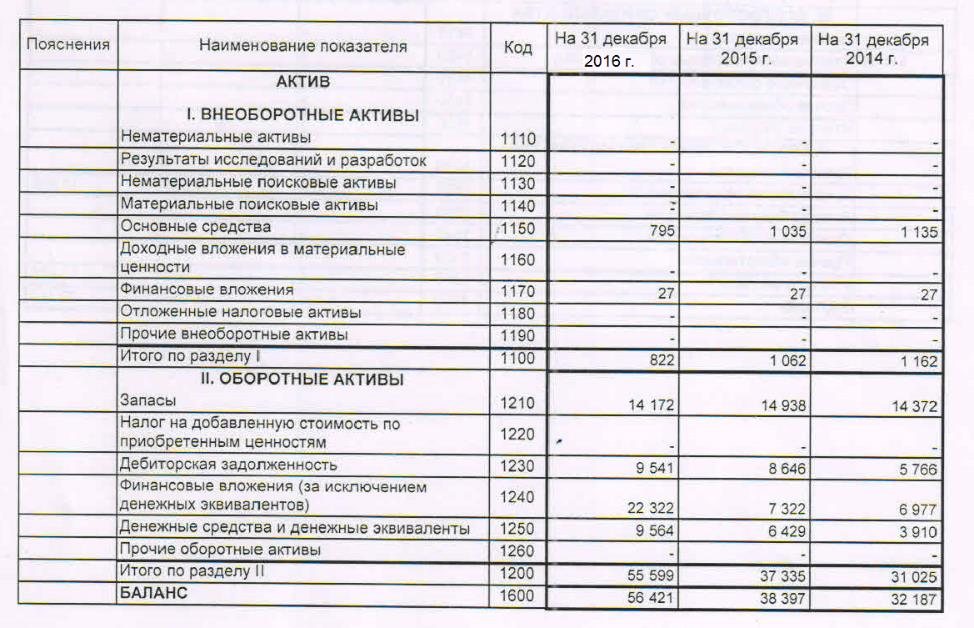 Пояснения Наименование показателя Код На 31 декабря 2016 г. На 31 декабря 2015 г. На 31 декабря 2014 г.
АКТИВ
I. ВНЕОБОРОТНЫЕ АКТИВЫ
Нематериальные активы 1110 - - -
Результаты исследований и разработок 1120 - - -
Нематериальные поисковые активы 1130 - - -
Материальные поисковые активы 1140 - - -
Основные средства 1150 795 1 035 1 135
Доходные вложения в материальные
ценности 1160 - - -
Финансовые вложения 1170 27 27 27
Отложенные налоговые активы 1180 - - -
Прочие внеоборотные активы 1190 - - -
Итого по разделу I 1100 822 1 062 1 162
II. ОБОРОТНЫЕ АКТИВЫ
Запасы 1210 14 172 14 938 14 372
Налог на добавленную стоимость по
приобретенным ценностям 1220 - - -
Дебиторская задолженность 1230 9 541 8 646 5 766
Финансовые вложения (за исключением
денежных эквивалентов) 1240 22 322 7 322 6 977
Денежные средства и денежные эквиваленты 1250 9 564 6 429 3 910
Прочие оборотные активы 1260 - - -
Итого по разделу II 1200 55 599 37 335 31 025
БАЛАНС 1600 56 421 38 397 32 187